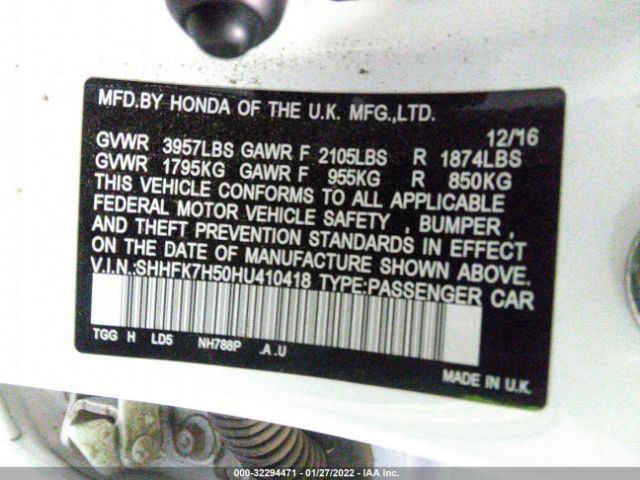 MFD.BY HONDA OF THE U.K. MFG.,LTD.
12/16
GVWR 3957LBS GAWR F 2105LBS R 1874LBS
GVWR 1795KG GAWR F 955KG R 850KG
THIS VEHICLE CONFORMS TO ALL APPLICABLE
FEDERAL MOTOR VEHICLE SAFETY , BUMPER ,
AND THEFT PREVENTION STANDARDS IN EFFECT
ON THE DATE OF MANUFACTURE SHOWN ABOVE.
V.I.N.:SHHFK7H50HU410418 TYPE:PASSENGER CAR
TGG H LD5 NH788P .A .U
MADE IN U.K.
000-32294471 - 01/27/2022 - IAA Inc.